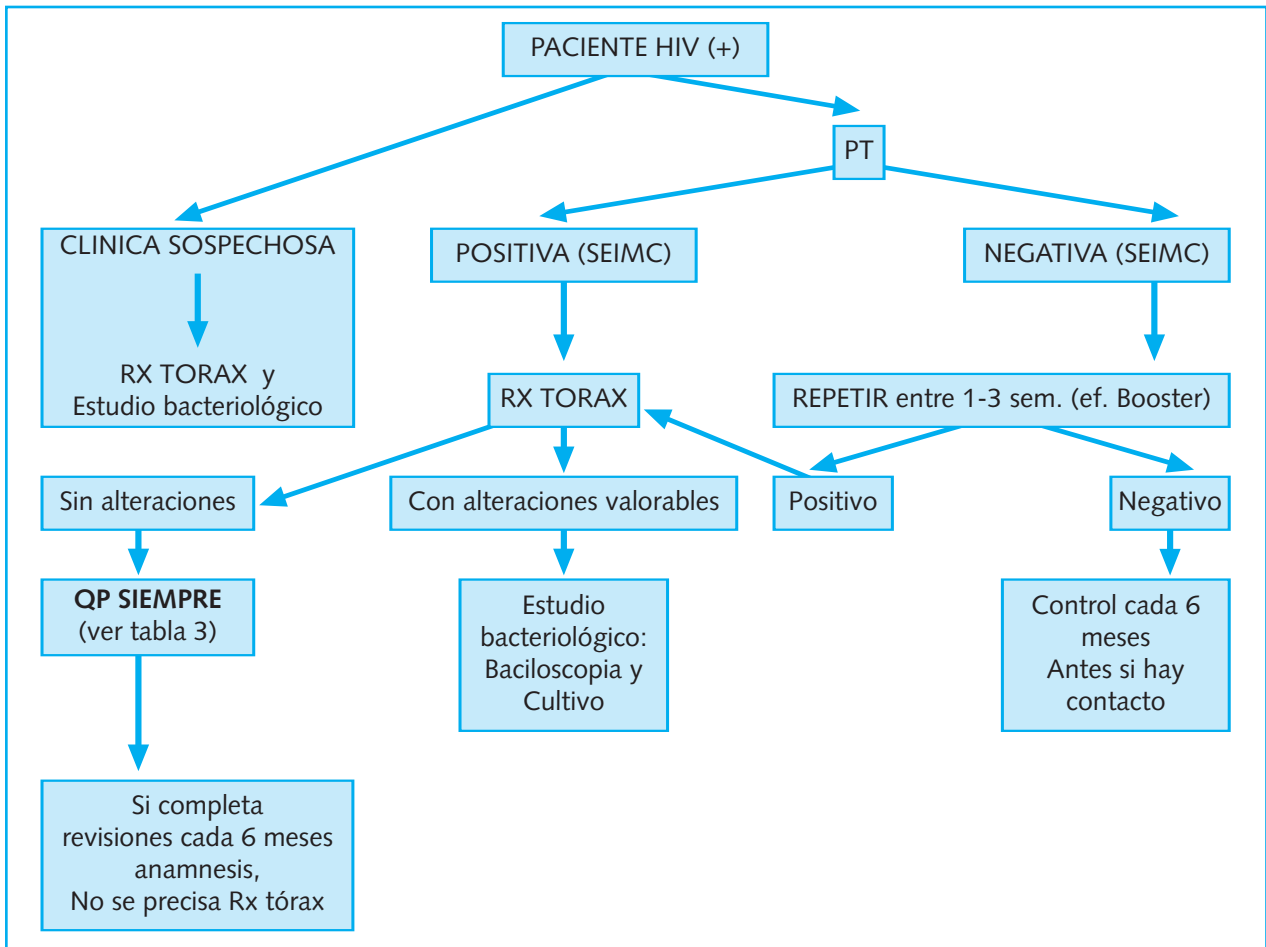 PACIENTE HIV (+)
PT
CLINICA SOSPECHOSA
RX TORAX y
Estudio bacteriológico
POSITIVA (SEIMC)
NEGATIVA (SEIMC)
RX TORAX
REPETIR entre 1-3 sem. (ef. Booster)
Sin alteraciones
Con alteraciones valorables
Positivo
Negativo
QP SIEMPRE
(ver tabla 3)
Estudio
bacteriológico:
Baciloscopia y
Cultivo
Control cada 6
meses
Antes si hay
contacto
Si completa
revisiones cada 6 meses
anamnesis,
No se precisa Rx tórax